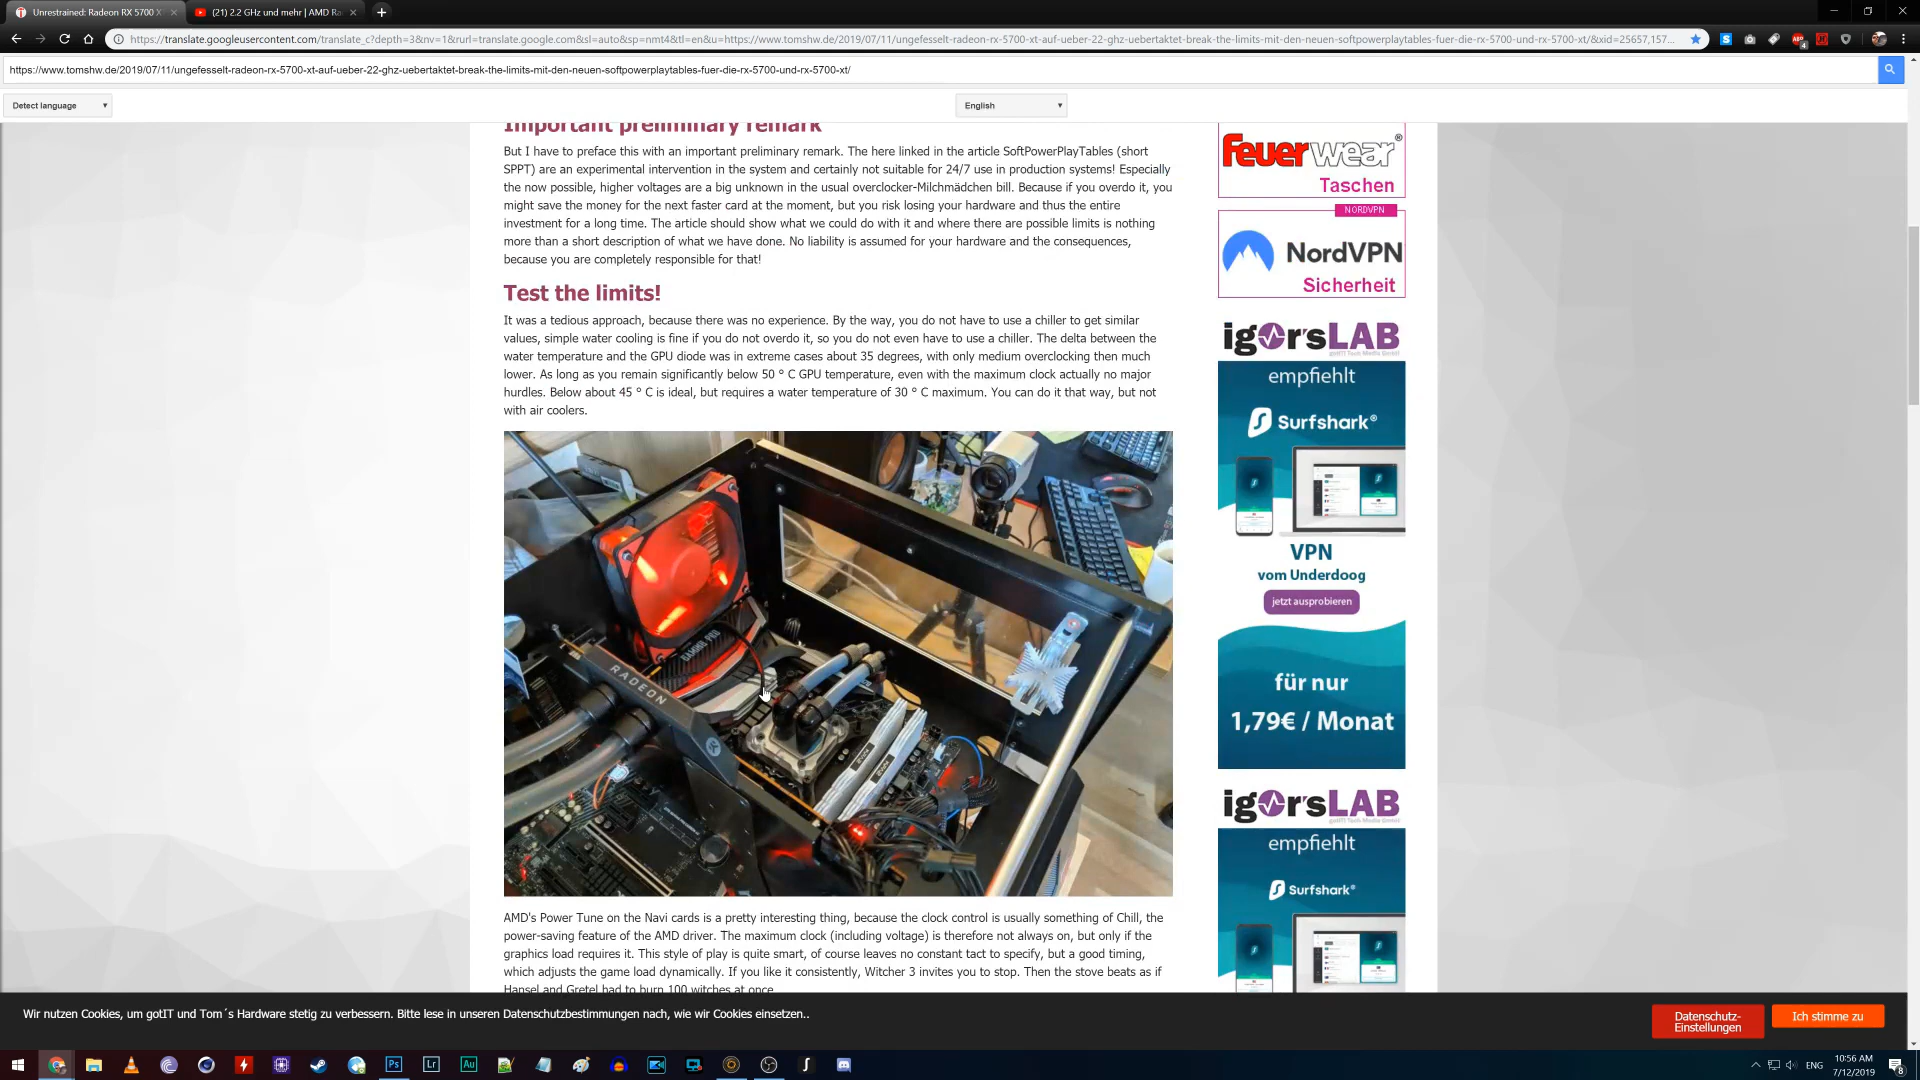 Unrestrained: Radeon RX 5700 X
(21) 2.2 GHz und mehr | AMD Ra
https://translate.googleusercontent.com/translate_c?depth=3&nv=1&rurl=translate.google.com&sl=auto&sp=nmt4&tl=en&u=https://www.tomshw.de/2019/07/11/ungefesselt-radeon-rx-5700-xt-auf-ueber-22-ghz-uebertaktet-break-the-limits-mit-den-neuen-softpowerplaytables-fuer-die-rx-5700-und-rx-5700-xt/&xid=25657,157...
https://www.tomshw.de/2019/07/11/ungefesselt-radeon-rx-5700-xt-auf-ueber-22-ghz-uebertaktet-break-the-limits-mit-den-neuen-softpowerplaytables-fuer-die-rx-5700-und-rx-5700-xt/
Detect language
English
Important preliminary remark
But I have to preface this with an important preliminary remark. The here linked in the article SoftPowerPlayTables (short
SPPT) are an experimental intervention in the system and certainly not suitable for 24/7 use in production systems! Especially
the now possible, higher voltages are a big unknown in the usual overclocker-Milchmädchen bill. Because if you overdo it, you
might save the money for the next faster card at the moment, but you risk losing your hardware and thus the entire
investment for a long time. The article should show what we could do with it and where there are possible limits is nothing
more than a short description of what we have done. No liability is assumed for your hardware and the consequences,
because you are completely responsible for that!
Test the limits!
It was a tedious approach, because there was no experience. By the way, you do not have to use a chiller to get similar
values, simple water cooling is fine if you do not overdo it, so you do not even have to use a chiller. The delta between the
water temperature and the GPU diode was in extreme cases about 35 degrees, with only medium overclocking then much
lower. As long as you remain significantly below 50 ° C GPU temperature, even with the maximum clock actually no major
hurdles. Below about 45 ° C is ideal, but requires a water temperature of 30 ° C maximum. You can do it that way, but not
with air coolers.
GAMMA PRO
RADEON
AMD's Power Tune on the Navi cards is a pretty interesting thing, because the clock control is usually something of Chill, the
power-saving feature of the AMD driver. The maximum clock (including voltage) is therefore not always on, but only if the
graphics load requires it. This style of play is quite smart, of course leaves no constant tact to specify, but a good timing,
which adjusts the game load dynamically. If you like it consistently, Witcher 3 invites you to stop. Then the stove beats as if
Hansel and Gretel had to burn 100 witches at once
feuerwear®
Taschen
NORDVPN
NordVPN
Sicherheit
igorsLAB
empfiehlt
Surfshark®
VPN
vom Underdoog
jetzt ausprobieren
für nur
1,79€ / Monat
igorsLAB
empfiehlt
Surfshark®
Wir nutzen Cookies, um gotIT und Tom´s Hardware stetig zu verbessern. Bitte lese in unseren Datenschutzbestimmungen nach, wie wir Cookies einsetzen..
Datenschutz-
Einstellungen
Ich stimme zu
Ps
Lr
Au
ENG
10:56 AM
7/12/2019